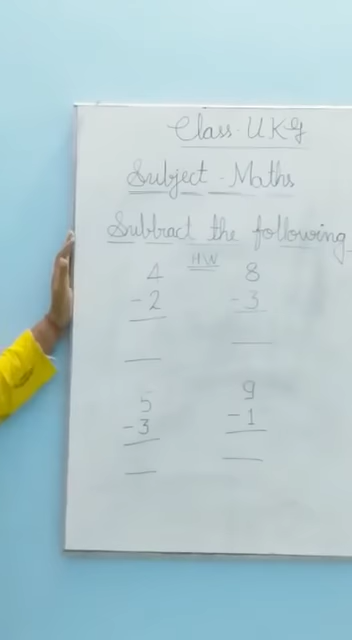 Class-UKG
Subject-Maths
Subtract the following-
HW
4 8
-2 -3
5 9
-3 -1